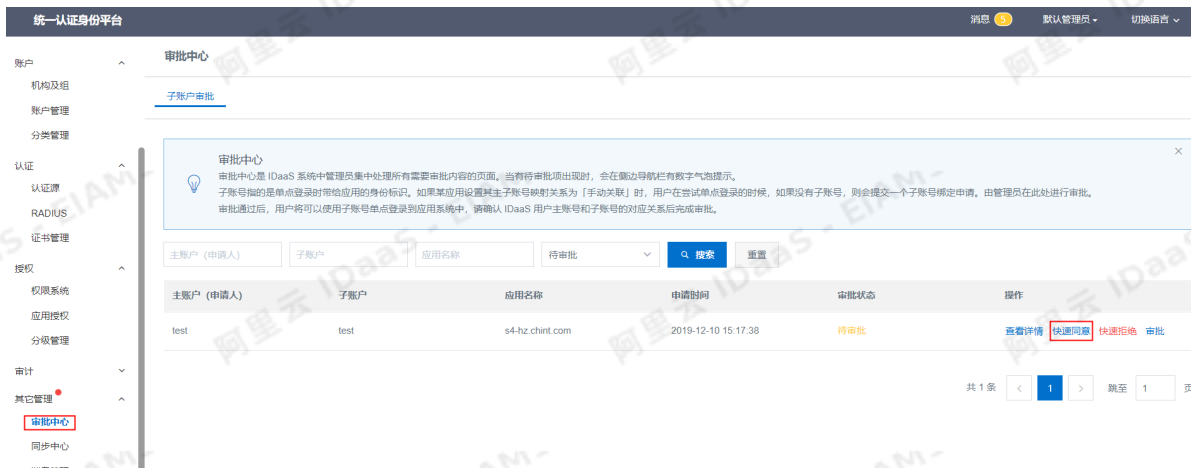 统一认证身份平台
消息 5 默认管理员 切换语言
账户
机构及组
账户管理
分类管理
认证
认证源
RADIUS
证书管理
授权
权限系统
应用授权
分级管理
审计
其它管理
审批中心
同步中心
审批中心
子账户审批
审批中心
审批中心是 IDaaS 系统中管理员集中处理所有需要审批内容的页面。当有待审批项出现时，会在侧边导航栏有数字气泡提示。
子账号指的是单点登录时带给应用的身份标识。如果某应用设置其主子账号映射关系为「手动关联」时，用户在尝试单点登录的时候，如果没有子账号，则会提交一个子账号绑定申请。由管理员在此处进行审批。
审批通过后，用户将可以使用子账号单点登录到应用系统中，请确认 IDaaS 用户主账号和子账号的对应关系后完成审批。
主账户（申请人） 子账户 应用名称 待审批 搜索 重置
主账户（申请人） 子账户 应用名称 申请时间 审批状态 操作
test test s4-hz.chint.com 2019-12-10 15:17:38 待审批 查看详情 快速同意 快速拒绝 审批
共 1 条 < 1 > 跳至 1 页
阿里云 IDaaS - EIAM-